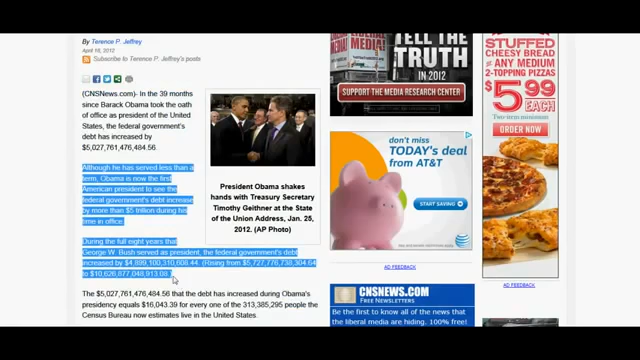 By Terence P. Jeffrey
April 16, 2012
Subscribe to Terence P. Jeffrey's posts
(CNSNews.com)- In the 39 months
since Barack Obama took the oath
of office as president of the United
States, the federal government's
debt has increased by
$5,027,761,476,484.56.
Although he has served less than a
term, Obama is now the first
American president to see the
federal government's debt increase
by more than $5 trillion during his
time in office.
During the full eight years that
George W. Bush served as president, the federal government's debt
increased by $4,899,100,310,608.44. (Rising from $5,727,776,738,304.64
to $10,626,877,048,913.08.)
The $5,027,761,476,484.56 that the debt has increased during Obama's
presidency equals $16,043.39 for every one of the 313,385,295 people the
Census Bureau now estimates live in the United States.
President Obama shakes
hands with Treasury Secretary
Timothy Geithner at the State of
the Union Address, Jan. 25,
2012. (AP Photo)
LIBERAL
MEDIA!
TELL THE
TRUTH
IN 2012
SUPPORT THE MEDIA RESEARCH CENTER
don't miss
TODAY's deal
from AT&T
START SAVING
at&t
AD FEEDBACK
CNSNEWS.COM
FREE NEWSLETTERS
Be the first to know all of the news
that the liberal media are hiding. 100% free!
STUFFED
CHEESY BREAD
OR ANY MEDIUM
2-TOPPING PIZZAS
$5.99
EACH
Two-item minimum
ORDER NOW
AD FEEDBACK